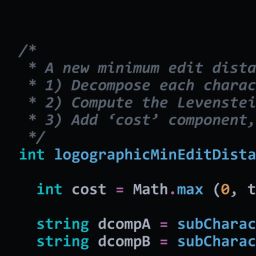 /*
* A new minimum edit dista
* 1) Decompose each charac
* 2) Compute the Levenstei
* 3) Add ‘cost’ component,
*/
int logographicMinEditDista
int cost = Math.max (0, t
string dcompA = subCharac
string dcompB = subCharac